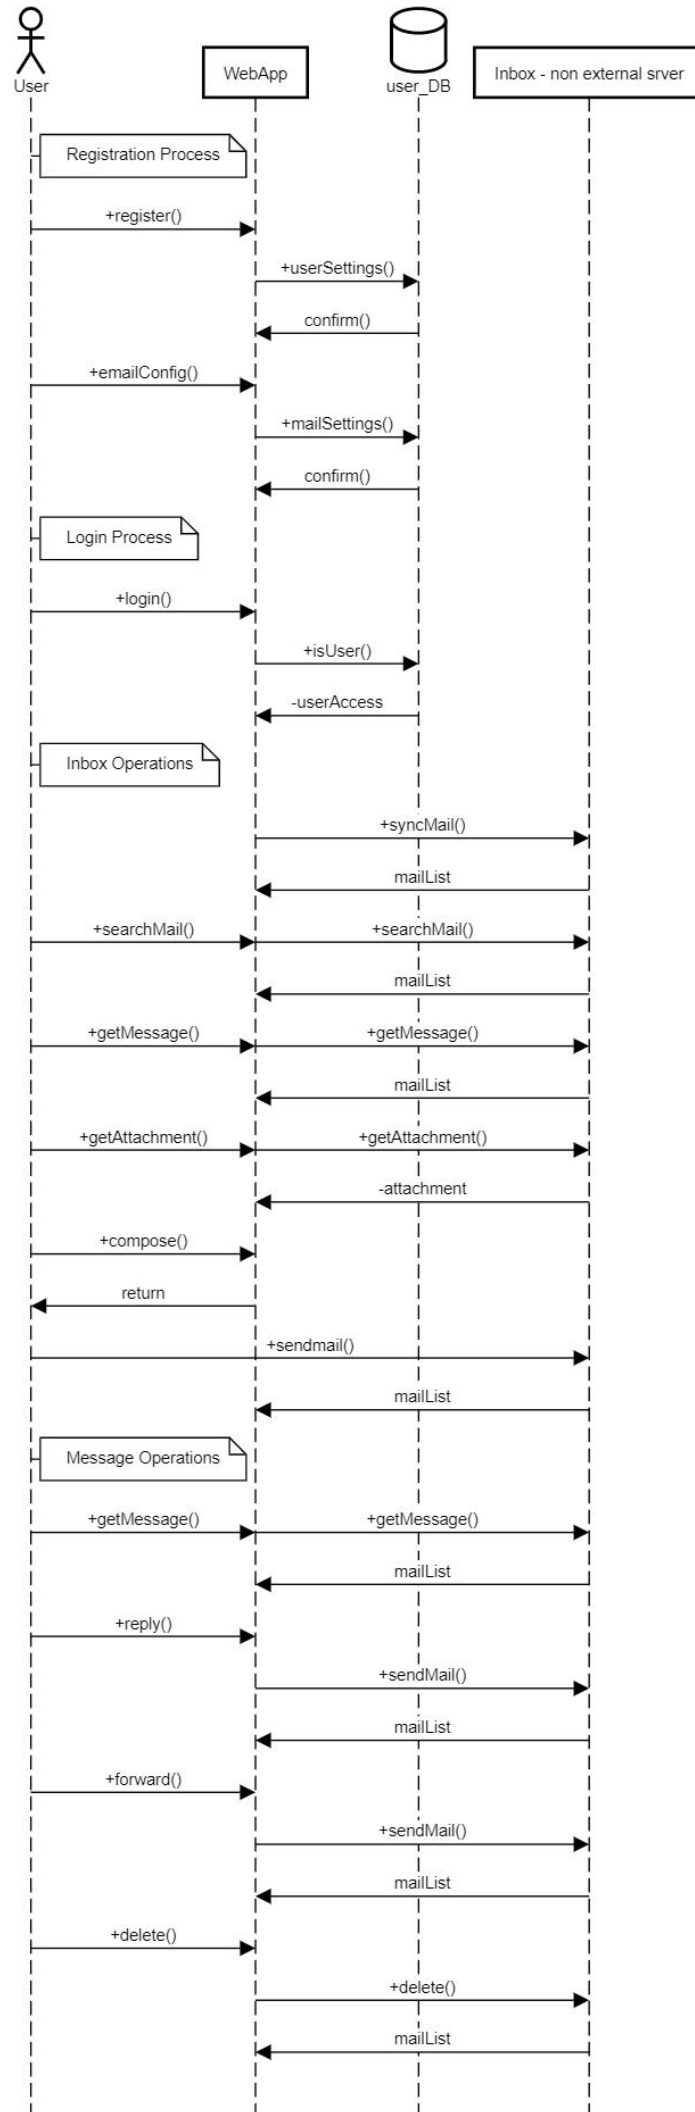 User
WebApp
user_DB
Inbox - non external srver
Registration Process
+register()
+userSettings()
confirm()
+emailConfig()
+mailSettings()
confirm()
Login Process
+login()
+isUser()
-userAccess
Inbox Operations
+syncMail()
mailList
+searchMail() +searchMail()
mailList
+getMessage() +getMessage()
mailList
+getAttachment() +getAttachment()
-attachment
+compose()
return
+sendmail()
mailList
Message Operations
+getMessage() +getMessage()
mailList
+reply()
+sendMail()
mailList
+forward()
+sendMail()
mailList
+delete()
+delete()
mailList